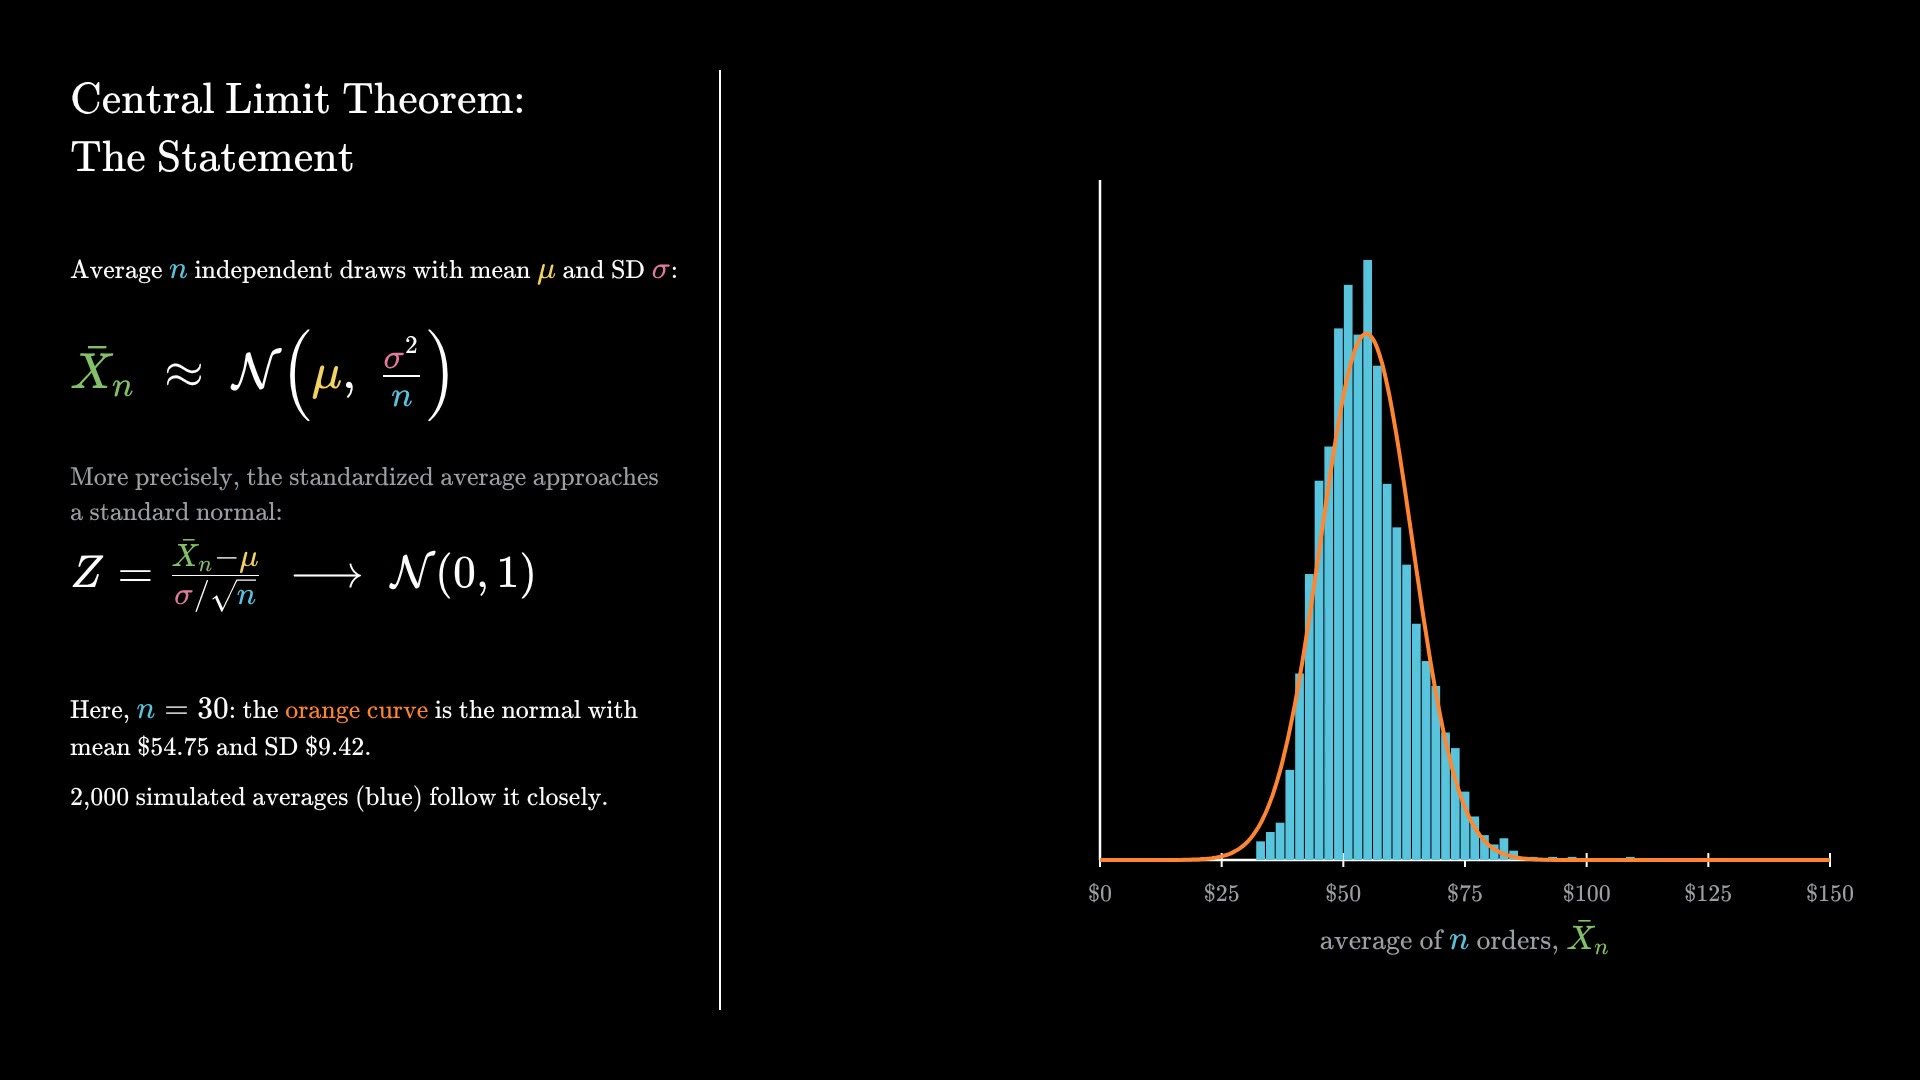 Central Limit Theorem:
The Statement
Average n independent draws with mean μ and SD σ:
X̄ₙ ≈ 𝒩(μ, σ²/n)
More precisely, the standardized average approaches
a standard normal:
Z = (X̄ₙ−μ)/(σ/√n) ⟶ 𝒩(0, 1)
Here, n = 30: the orange curve is the normal with
mean $54.75 and SD $9.42.
2,000 simulated averages (blue) follow it closely.
$0 $25 $50 $75 $100 $125 $150
average of n orders, X̄ₙ